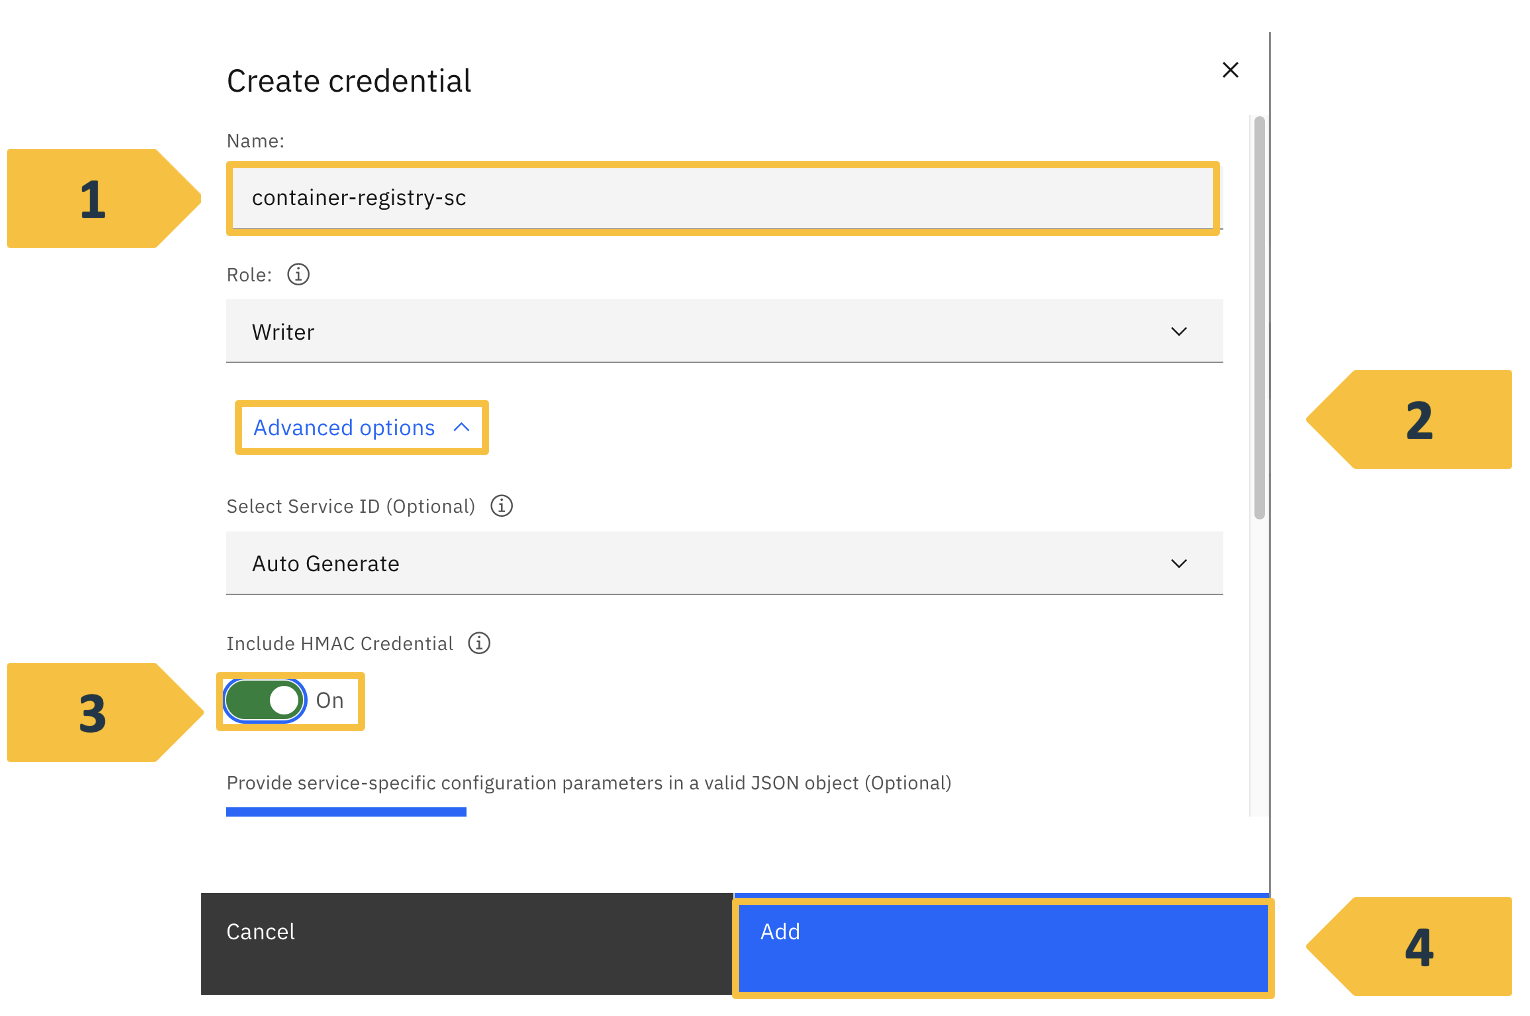 Create credential
Name:
1
container-registry-sc
Role:
Writer
2
Advanced options
Select Service ID (Optional)
Auto Generate
Include HMAC Credential
3
On
Provide service-specific configuration parameters in a valid JSON object (Optional)
Cancel
Add
4